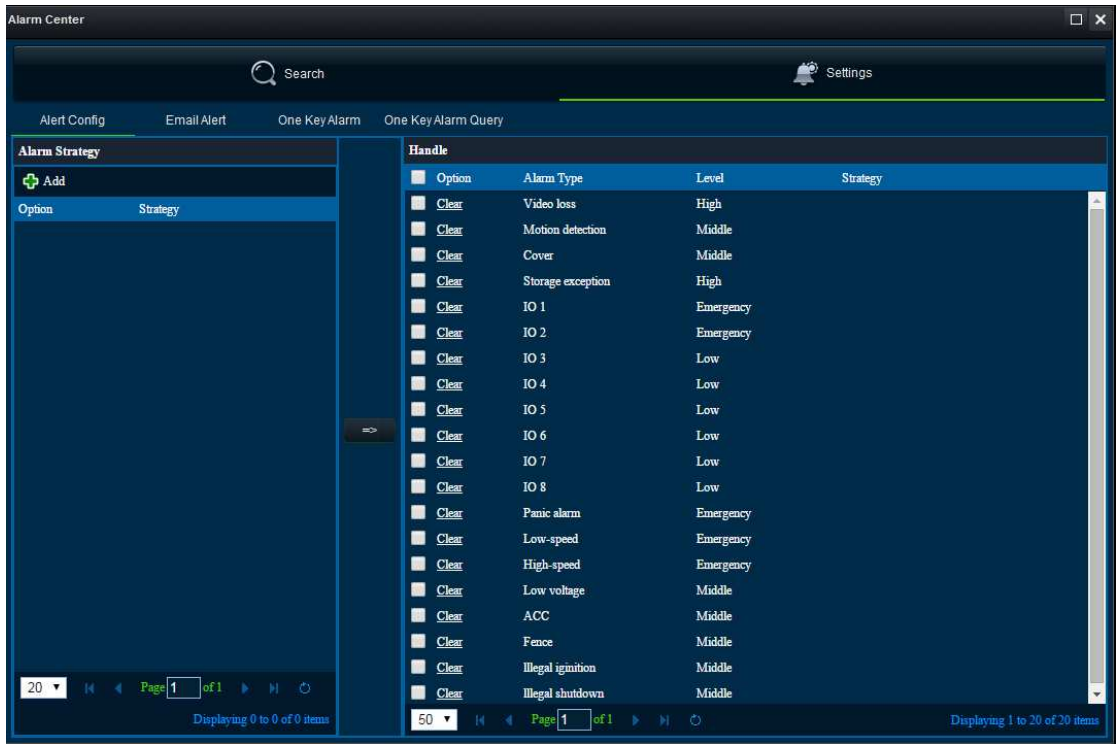 Alarm Center
Search
Settings
Alert Config Email Alert One Key Alarm One Key Alarm Query
Alarm Strategy
Add
Option Strategy
20 Page 1 of 1
Displaying 0 to 0 of 0 items
=>
Handle
Option Alarm Type Level Strategy
Clear Video loss High
Clear Motion detection Middle
Clear Cover Middle
Clear Storage exception High
Clear IO 1 Emergency
Clear IO 2 Emergency
Clear IO 3 Low
Clear IO 4 Low
Clear IO 5 Low
Clear IO 6 Low
Clear IO 7 Low
Clear IO 8 Low
Clear Panic alarm Emergency
Clear Low-speed Emergency
Clear High-speed Emergency
Clear Low voltage Middle
Clear ACC Middle
Clear Fence Middle
Clear Illegal iginition Middle
Clear Illegal shutdown Middle
50 Page 1 of 1 Displaying 1 to 20 of 20 items